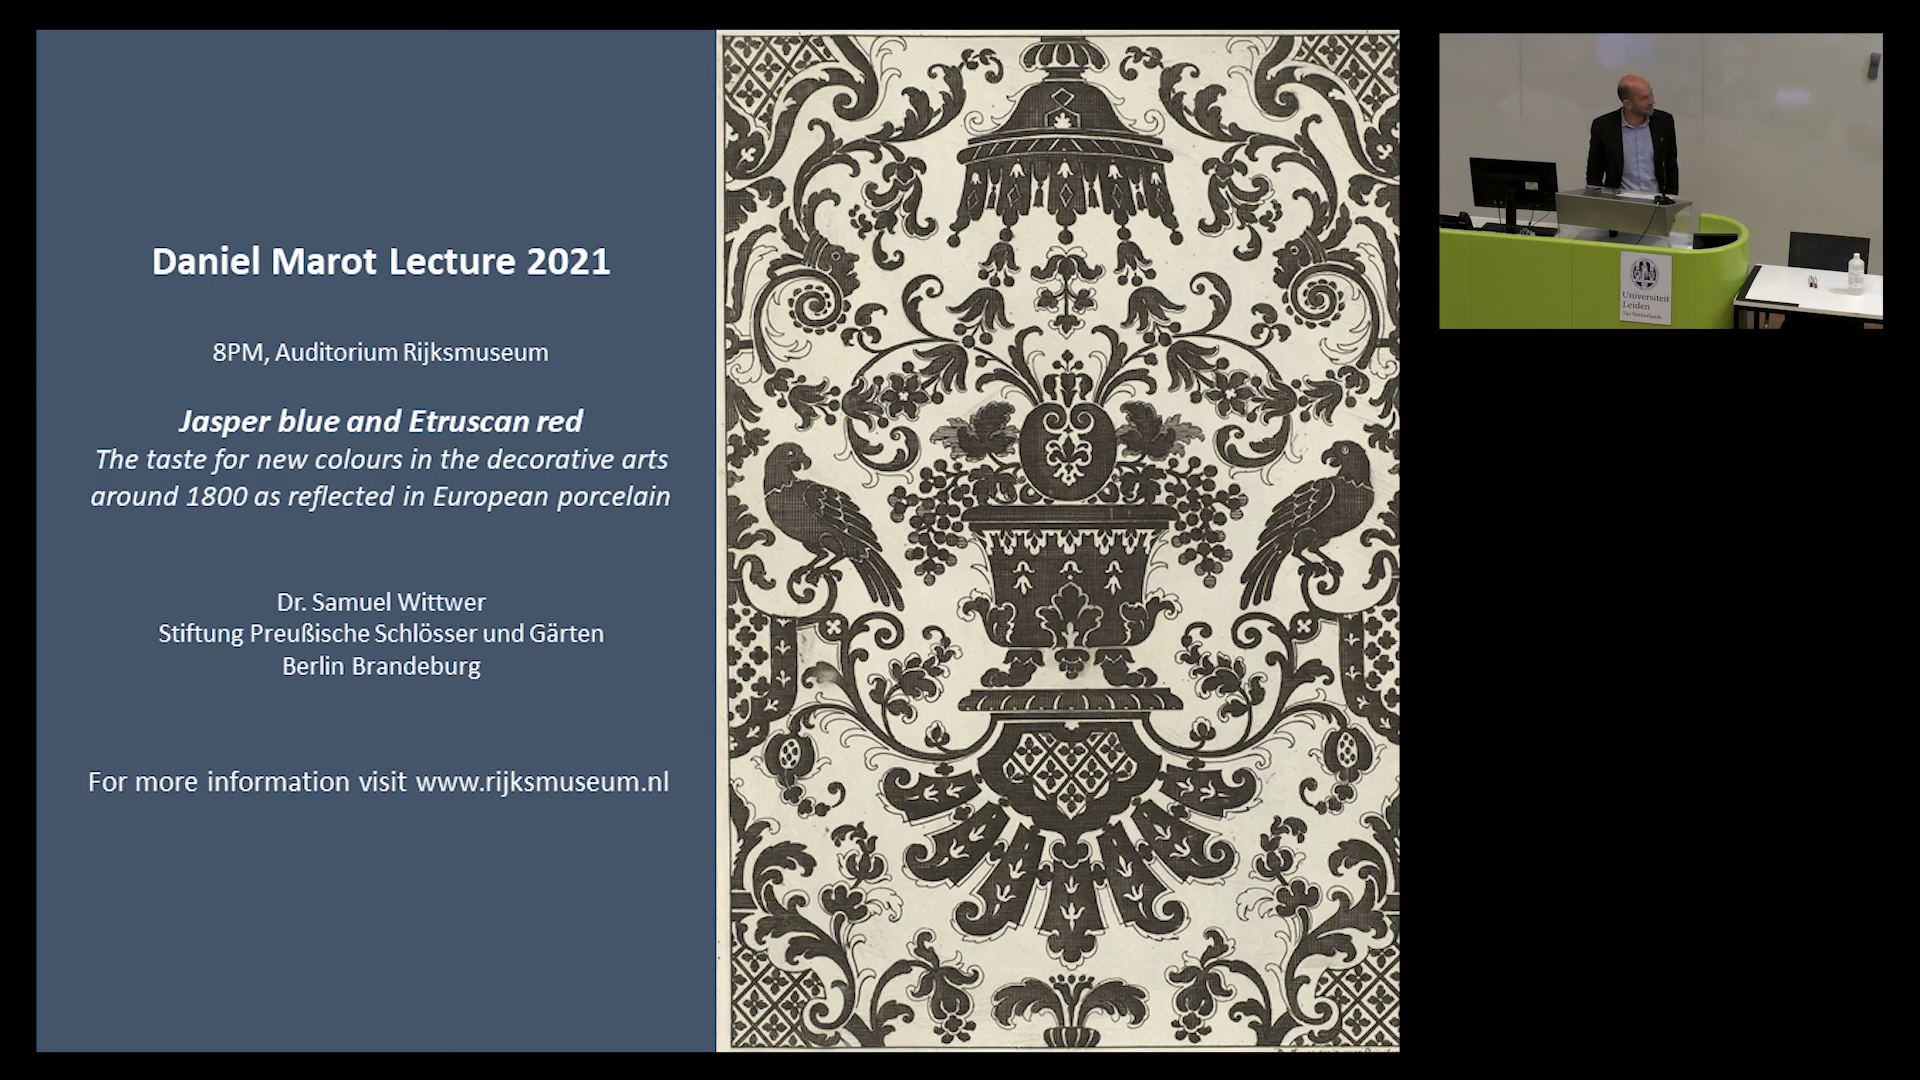 Daniel Marot Lecture 2021
8PM, Auditorium Rijksmuseum
Jasper blue and Etruscan red
The taste for new colours in the decorative arts
around 1800 as reflected in European porcelain
Dr. Samuel Wittwer
Stiftung Preußische Schlösser und Gärten
Berlin Brandeburg
For more information visit www.rijksmuseum.nl
Universiteit
Leiden
The Netherlands